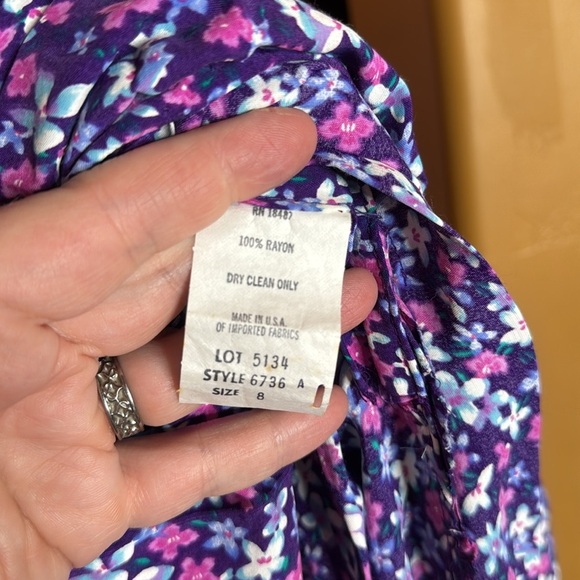 RN 18487
100% RAYON
DRY CLEAN ONLY
MADE IN U.S.A.
OF IMPORTED FABRICS
LOT 5134
STYLE 6736 A
SIZE 8